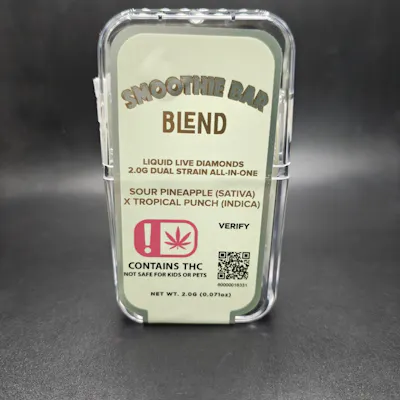 SMOOTHIE BAR
BLEND
LIQUID LIVE DIAMONDS
2.0G DUAL STRAIN ALL-IN-ONE
SOUR PINEAPPLE (SATIVA)
X TROPICAL PUNCH (INDICA)
!
VERIFY
CONTAINS THC
NOT SAFE FOR KIDS OR PETS
NET WT. 2.0G (0.071oz)